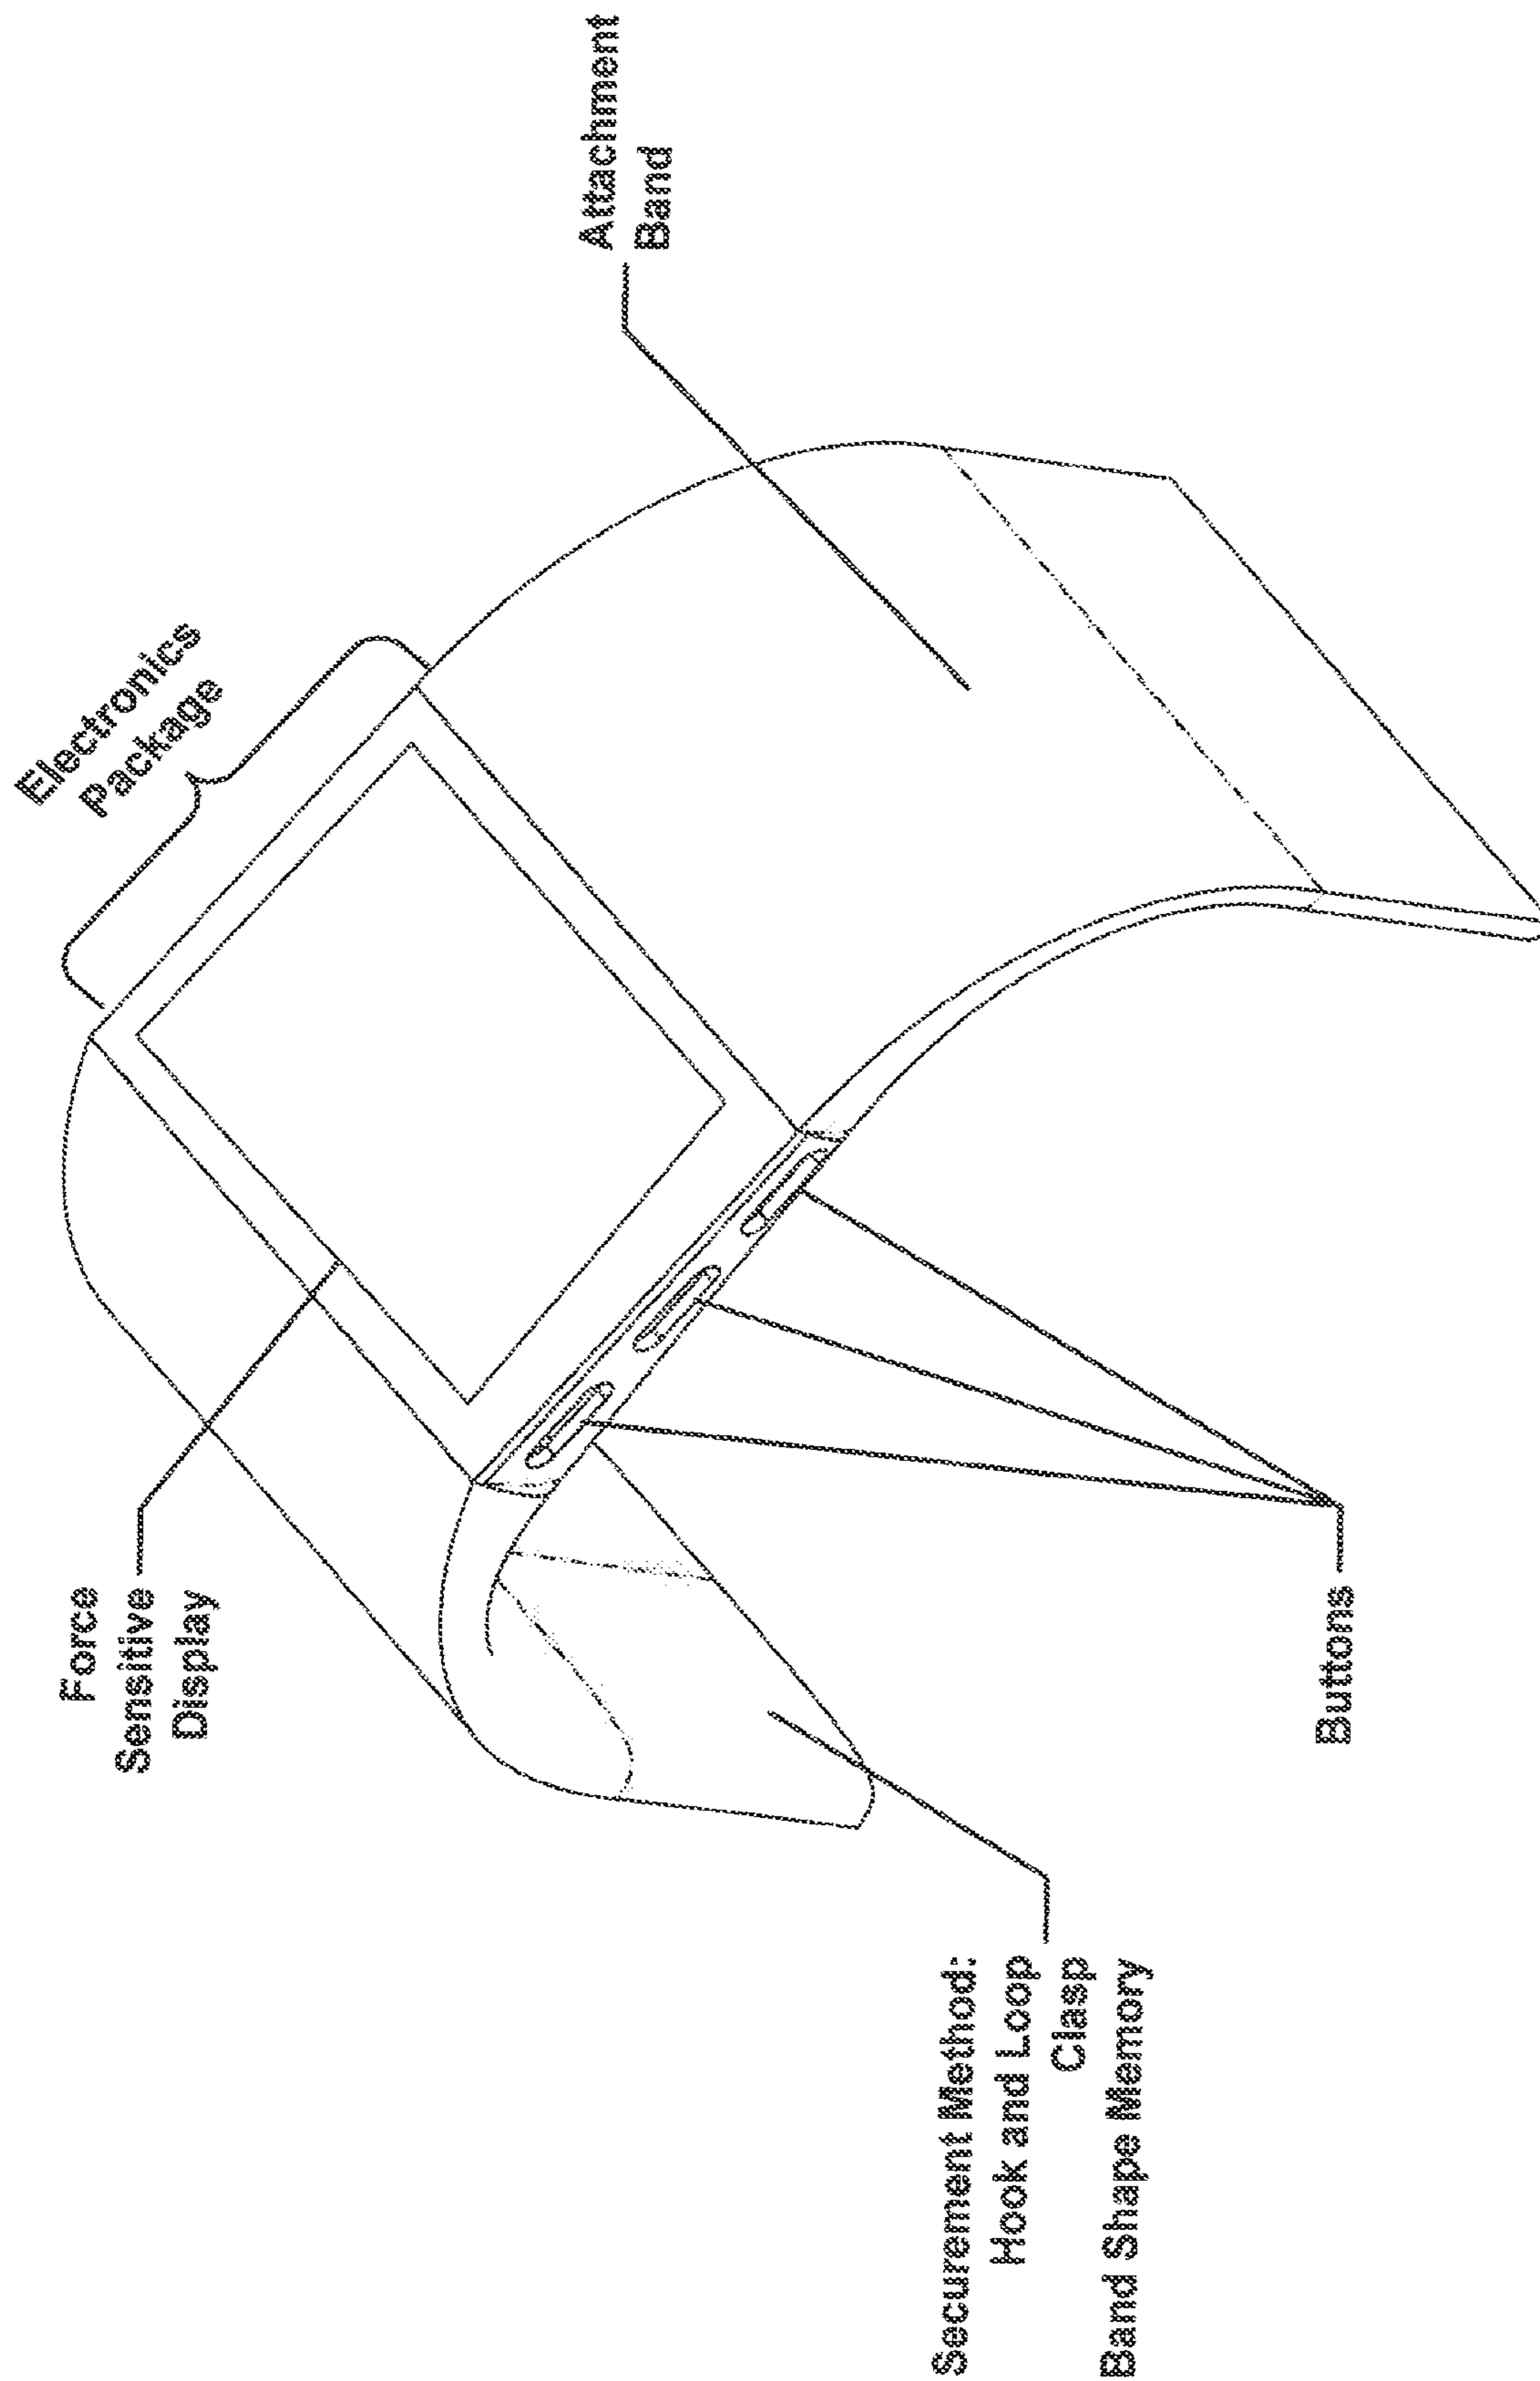 Electronics
Package
Force
Sensitive
Display
Attachment
Band
Securement Method:
Hook and Loop
Clasp
Band Shape Memory
Buttons